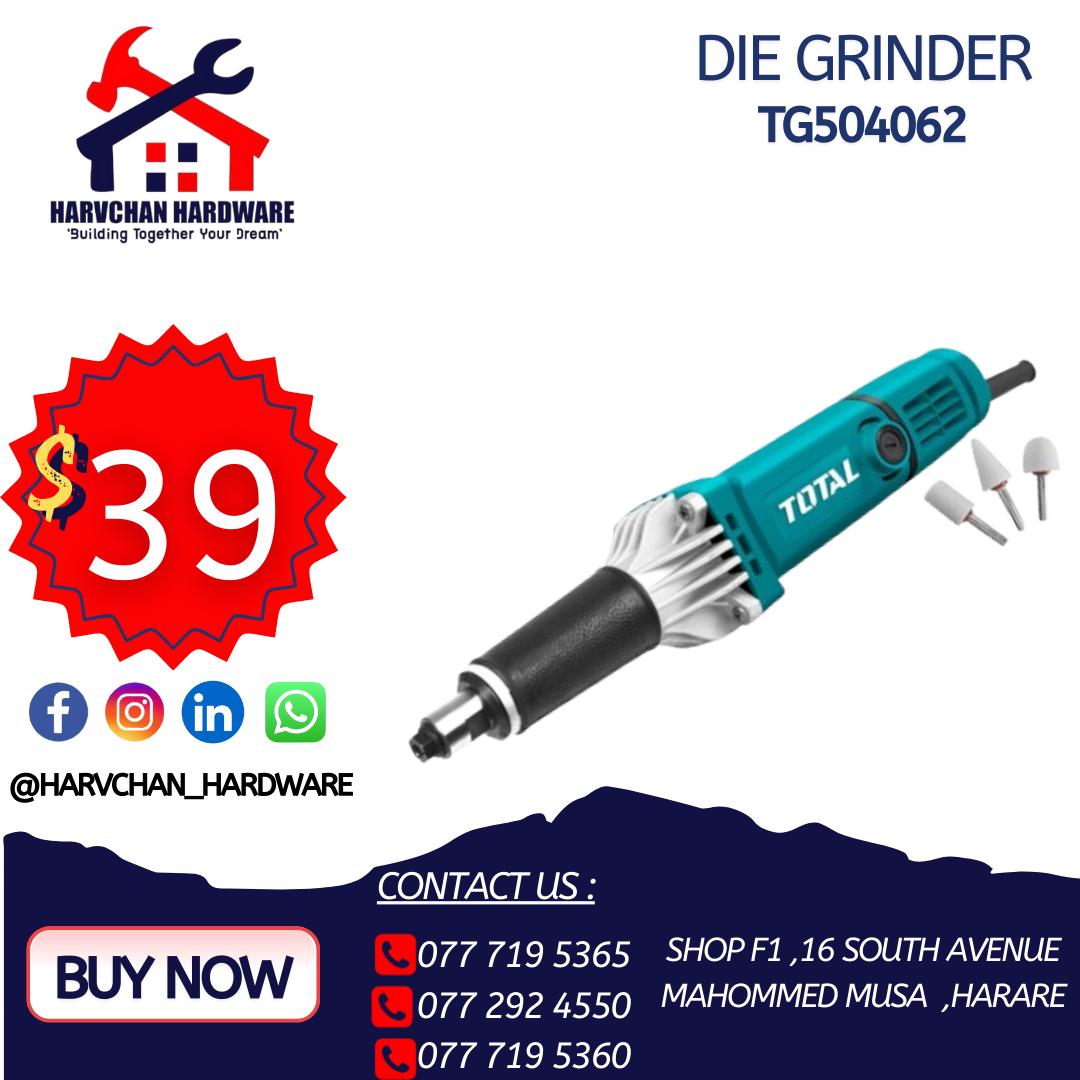 HARVCHAN HARDWARE
'Building Together Your Dream'
DIE GRINDER
TG504062
$39
TOTAL
@HARVCHAN_HARDWARE
BUY NOW
CONTACT US :
077 719 5365
077 292 4550
077 719 5360
SHOP F1 ,16 SOUTH AVENUE
MAHOMMED MUSA ,HARARE